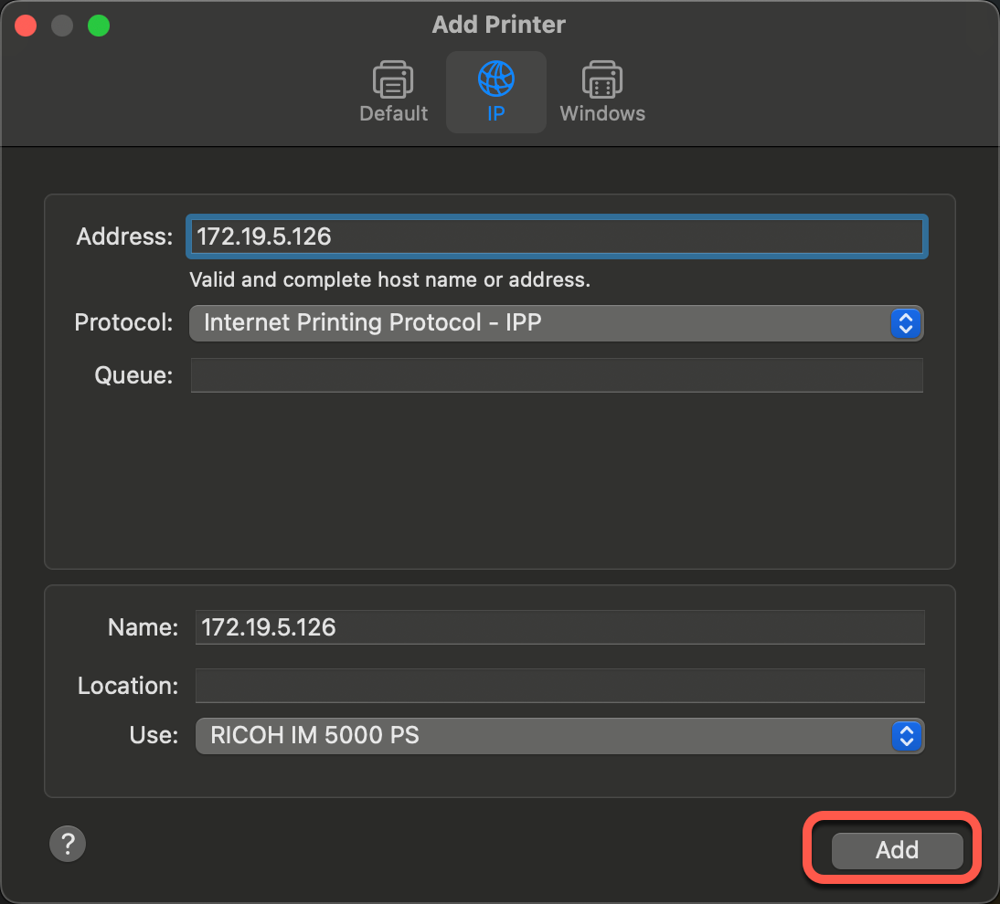 Add Printer
Default IP Windows
Address: 172.19.5.126
Valid and complete host name or address.
Protocol: Internet Printing Protocol - IPP
Queue:
Name: 172.19.5.126
Location:
Use: RICOH IM 5000 PS
? Add